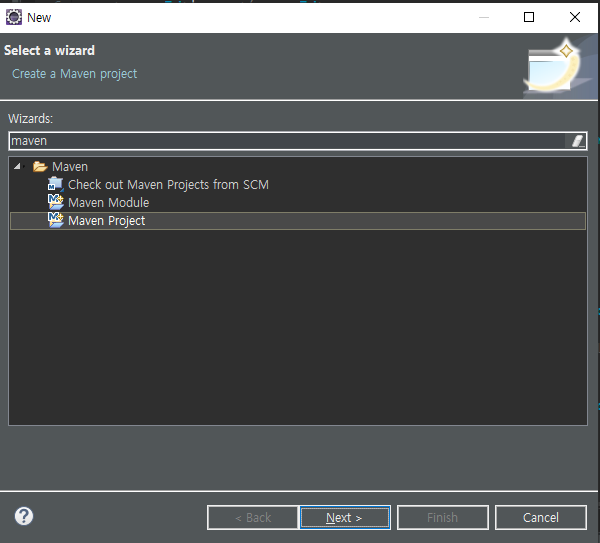 New
Select a wizard
Create a Maven project
Wizards:
maven
Maven
Check out Maven Projects from SCM
Maven Module
Maven Project
< Back
Next >
Finish
Cancel